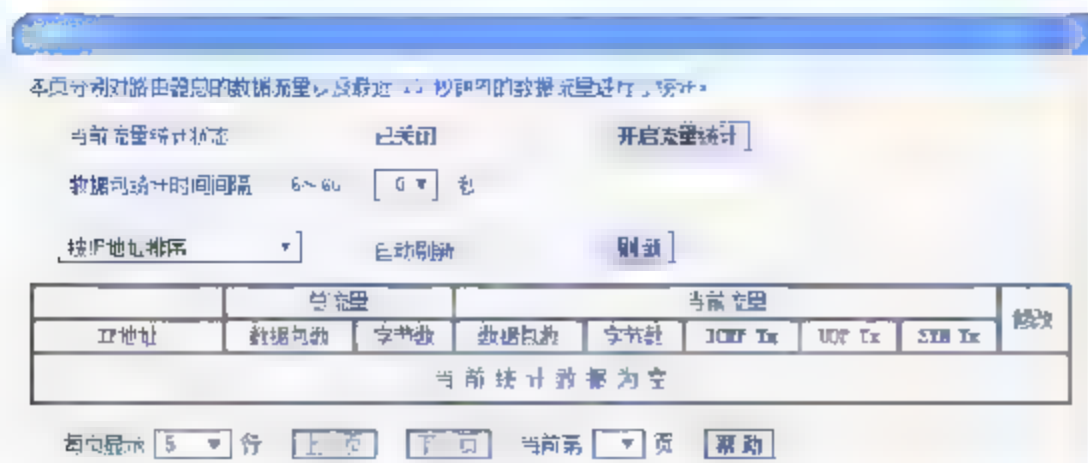 本页分别对路由器总的数据流量以及最近 10 秒钟内的数据流量进行了统计。
当前流量统计状态 已关闭 开启流量统计
数据包统计时间间隔 5~60 秒
按IP地址排序 自动刷新 刷新
总流量 当前流量 修改
IP地址 数据包数 字节数 数据包数 字节数 ICMP Tx UDP Tx SYN Tx
当前统计数据为空
每页显示 5 行 上一页 下一页 当前第 页 帮助